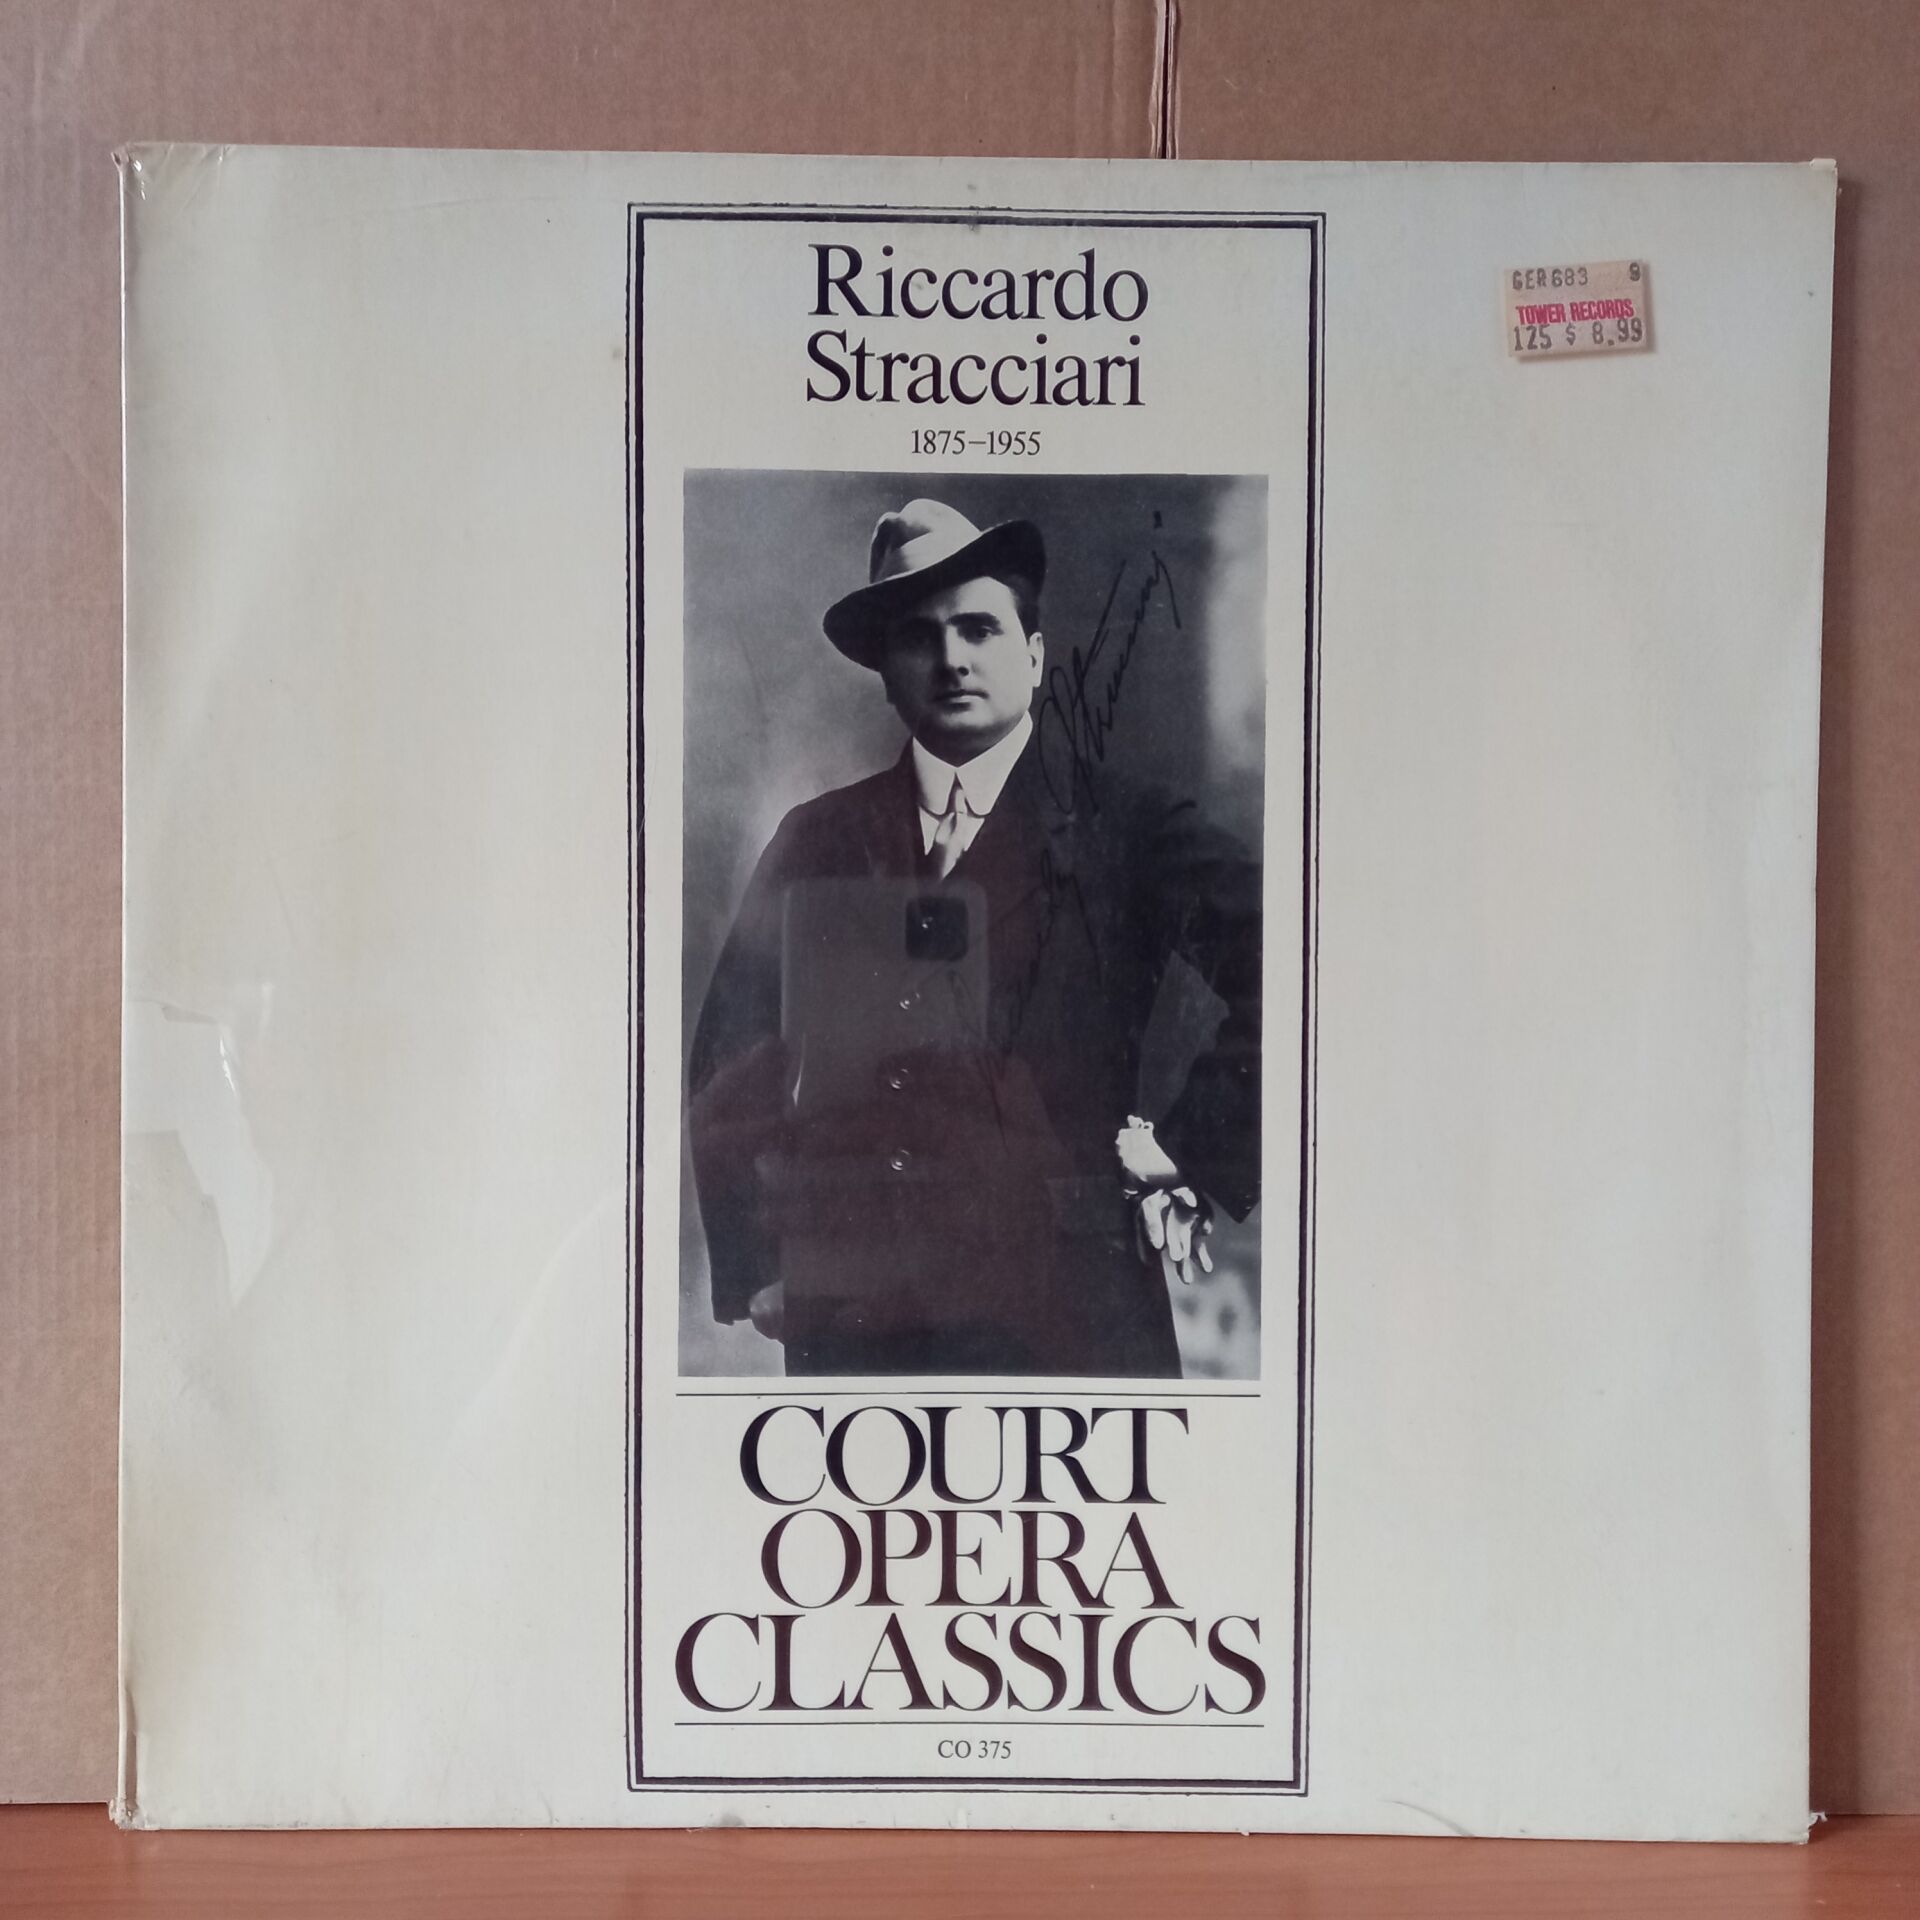 Riccardo
Stracciari
1875–1955
GER683 9
TOWER RECORDS
125 $ 8.99
COURT
OPERA
CLASSICS
CO 375